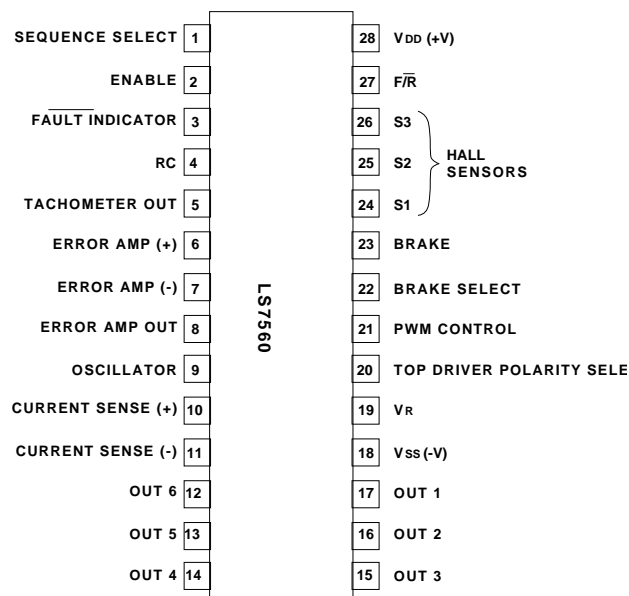 SEQUENCE SELECT 1
ENABLE 2
FAULT INDICATOR 3
RC 4
TACHOMETER OUT 5
ERROR AMP (+) 6
ERROR AMP (-) 7
ERROR AMP OUT 8
OSCILLATOR 9
CURRENT SENSE (+) 10
CURRENT SENSE (-) 11
OUT 6 12
OUT 5 13
OUT 4 14
LS7560
28 VDD (+V)
27 F/R̅
26 S3
25 S2
24 S1
HALL
SENSORS
23 BRAKE
22 BRAKE SELECT
21 PWM CONTROL
20 TOP DRIVER POLARITY SELE
19 VR
18 VSS (-V)
17 OUT 1
16 OUT 2
15 OUT 3